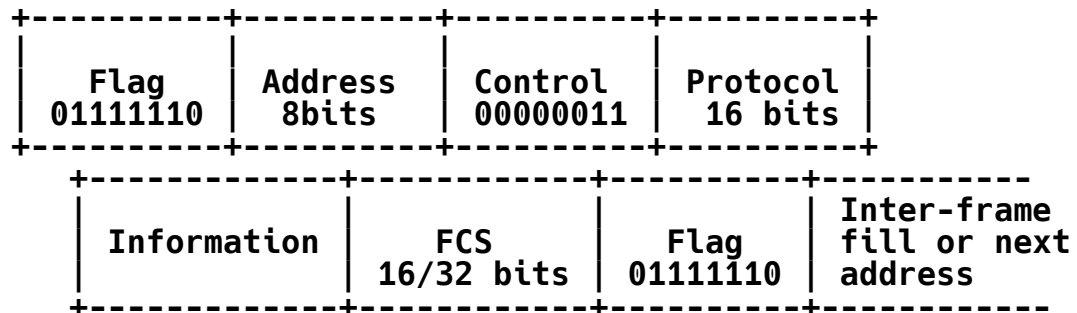 Flag Address Control Protocol
01111110 8bits 00000011 16 bits
Inter-frame
Information FCS Flag fill or next
16/32 bits 01111110 address